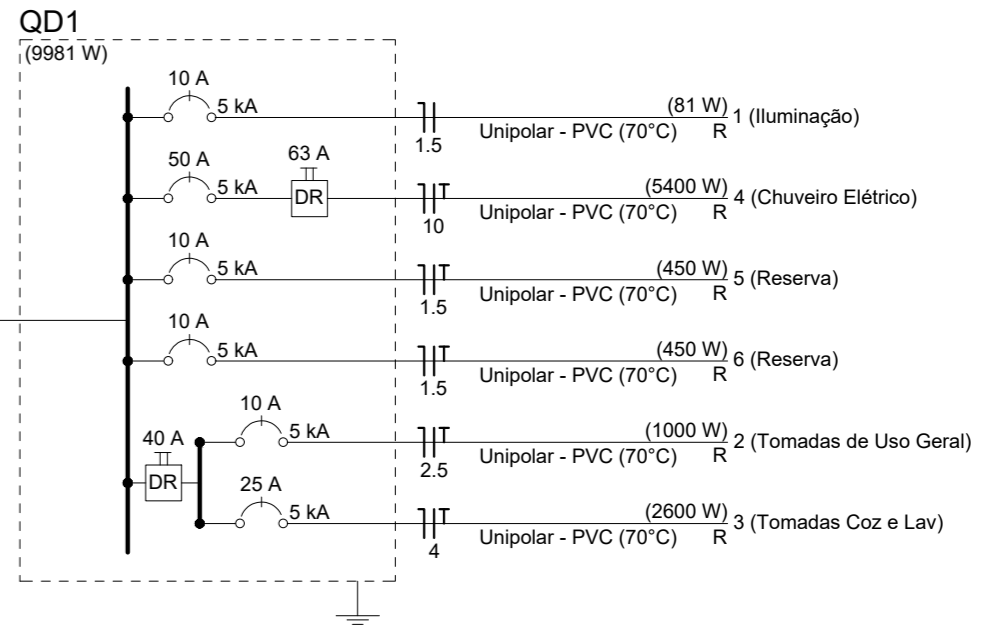 QD1
(9981 W)
10 A
5 kA
1.5
(81 W)
Unipolar - PVC (70°C) R
1 (Iluminação)
50 A
5 kA
63 A
DR
10
(5400 W)
Unipolar - PVC (70°C) R
4 (Chuveiro Elétrico)
10 A
5 kA
1.5
(450 W)
Unipolar - PVC (70°C) R
5 (Reserva)
10 A
5 kA
1.5
(450 W)
Unipolar - PVC (70°C) R
6 (Reserva)
40 A
DR
10 A
5 kA
2.5
(1000 W)
Unipolar - PVC (70°C) R
2 (Tomadas de Uso Geral)
25 A
5 kA
4
(2600 W)
Unipolar - PVC (70°C) R
3 (Tomadas Coz e Lav)